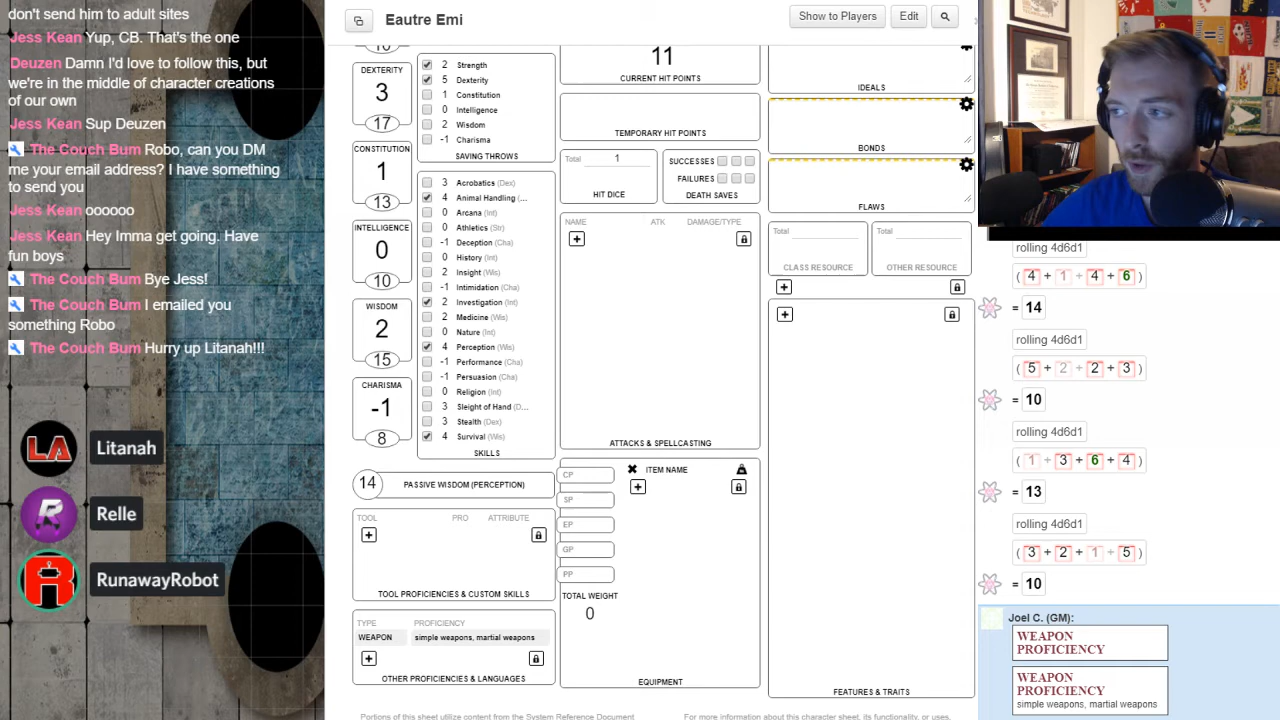 don't send him to adult sites
Jess Kean Yup, CB. That's the one
Deuzen Damn I'd love to follow this, but
we're in the middle of character creations
of our own
Jess Kean Sup Deuzen
The Couch Bum Robo, can you DM
me your email address? I have something
to send you
Jess Kean oooooo
Jess Kean Hey Imma get going. Have
fun boys
The Couch Bum Bye Jess!
The Couch Bum I emailed you
something Robo
The Couch Bum Hurry up Litanah!!!
LA Litanah
R Relle
RunawayRobot
Eautre Emi
Show to Players
Edit
DEXTERITY
3
17
CONSTITUTION
1
13
INTELLIGENCE
0
10
WISDOM
2
15
CHARISMA
-1
8
2 Strength
5 Dexterity
1 Constitution
0 Intelligence
2 Wisdom
-1 Charisma
SAVING THROWS
3 Acrobatics (Dex)
4 Animal Handling (...
0 Arcana (Int)
0 Athletics (Str)
-1 Deception (Cha)
0 History (Int)
2 Insight (Wis)
-1 Intimidation (Cha)
2 Investigation (Int)
2 Medicine (Wis)
0 Nature (Int)
4 Perception (Wis)
-1 Performance (Cha)
-1 Persuasion (Cha)
0 Religion (Int)
3 Sleight of Hand (D...
3 Stealth (Dex)
4 Survival (Wis)
SKILLS
14 PASSIVE WISDOM (PERCEPTION)
TOOL PRO ATTRIBUTE
TOOL PROFICIENCIES & CUSTOM SKILLS
TYPE PROFICIENCY
WEAPON simple weapons, martial weapons
OTHER PROFICIENCIES & LANGUAGES
11
CURRENT HIT POINTS
TEMPORARY HIT POINTS
Total 1
HIT DICE
SUCCESSES
FAILURES
DEATH SAVES
NAME ATK DAMAGE/TYPE
ATTACKS & SPELLCASTING
CP
SP
EP
GP
PP
ITEM NAME
TOTAL WEIGHT
0
EQUIPMENT
IDEALS
BONDS
FLAWS
Total
CLASS RESOURCE
Total
OTHER RESOURCE
FEATURES & TRAITS
Portions of this sheet utilize content from the System Reference Document
For more information about this character sheet, its functionality, or uses,
rolling 4d6d1
(4+1+4+6)
= 14
rolling 4d6d1
(5+2+2+3)
= 10
rolling 4d6d1
(1+3+6+4)
= 13
rolling 4d6d1
(3+2+1+5)
= 10
Joel C. (GM):
WEAPON
PROFICIENCY
WEAPON
PROFICIENCY
simple weapons, martial weapons